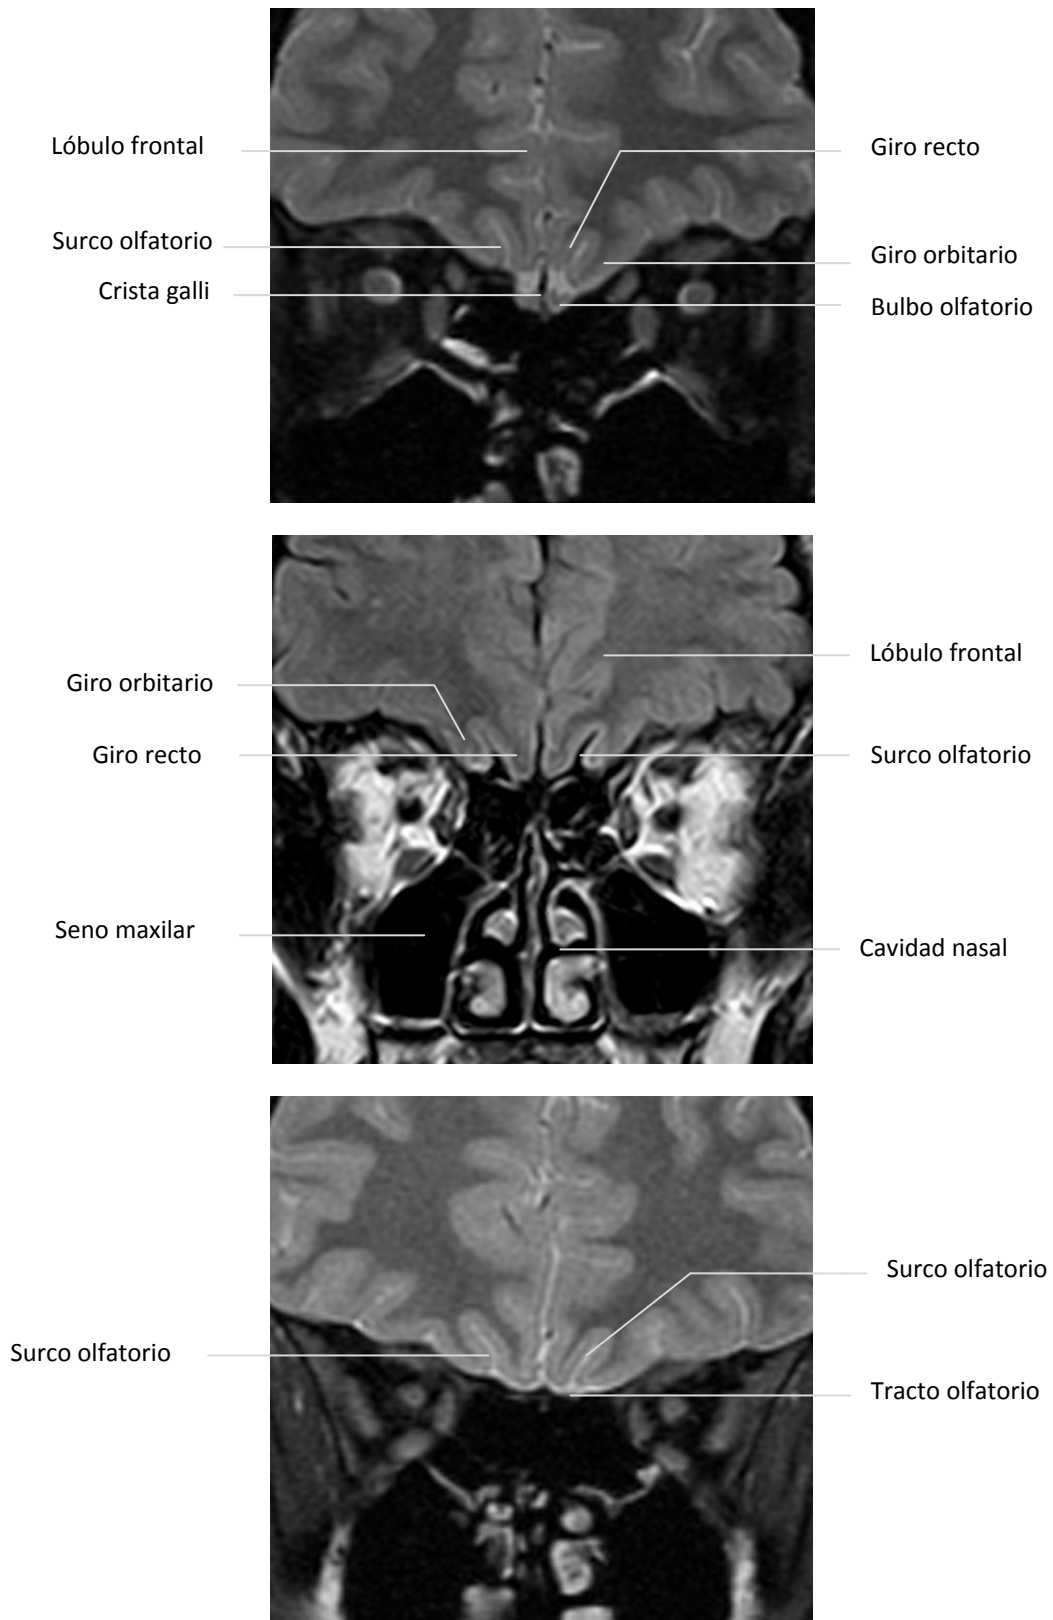 Lóbulo frontal
Giro recto
Surco olfatorio
Giro orbitario
Crista galli
Bulbo olfatorio
Lóbulo frontal
Giro orbitario
Giro recto
Surco olfatorio
Seno maxilar
Cavidad nasal
Surco olfatorio
Surco olfatorio
Tracto olfatorio